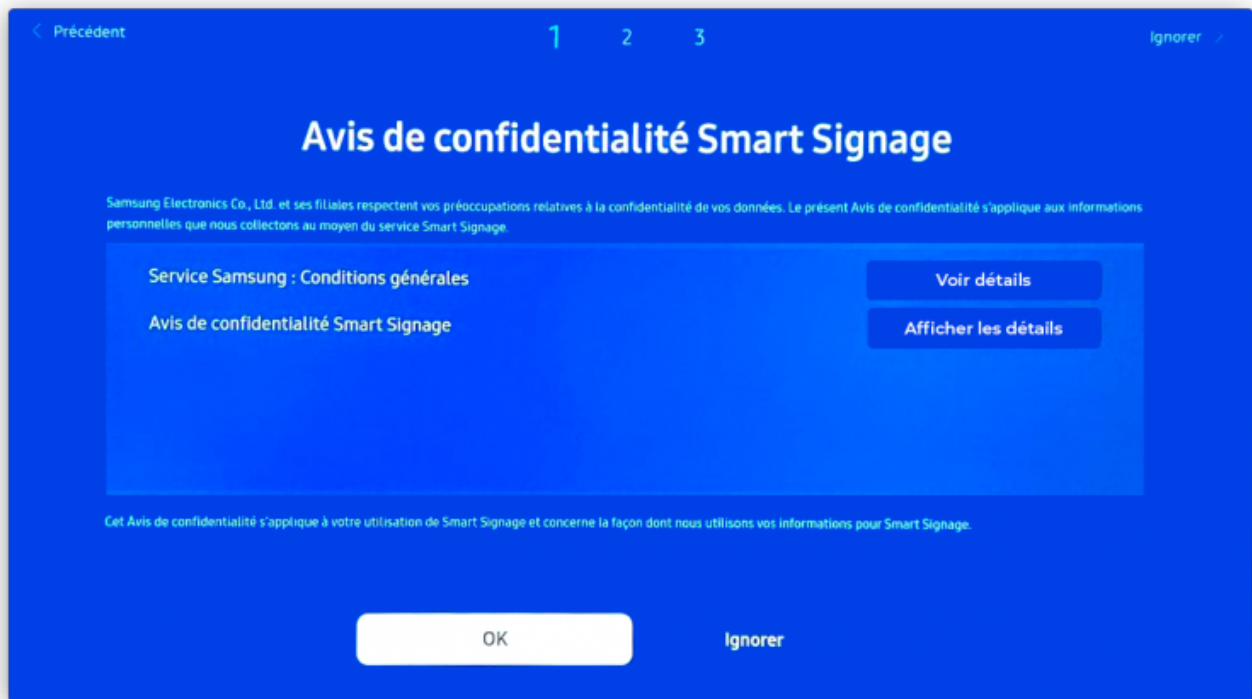 Précédent
1 2 3
Ignorer
Avis de confidentialité Smart Signage
Samsung Electronics Co., Ltd. et ses filiales respectent vos préoccupations relatives à la confidentialité de vos données. Le présent Avis de confidentialité s'applique aux informations
personnelles que nous collectons au moyen du service Smart Signage.
Service Samsung : Conditions générales
Voir détails
Avis de confidentialité Smart Signage
Afficher les détails
Cet Avis de confidentialité s'applique à votre utilisation de Smart Signage et concerne la façon dont nous utilisons vos informations pour Smart Signage.
OK
Ignorer